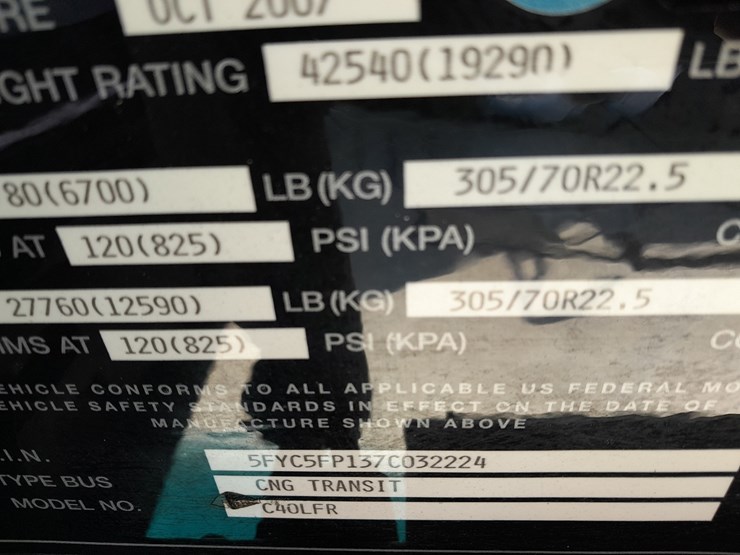 RE OCT 2007
GHT RATING 42540(19290) LB
80(6700) LB(KG) 305/70R22.5
AT 120(825) PSI (KPA) C
27760(12590) LB(KG) 305/70R22.5
IMS AT 120(825) PSI (KPA) CO
EHICLE CONFORMS TO ALL APPLICABLE US FEDERAL MO
EHICLE SAFETY STANDARDS IN EFFECT ON THE DATE OF
MANUFACTURE SHOWN ABOVE
.I.N. 5FYC5FP137C032224
TYPE BUS CNG TRANSIT
MODEL NO. C40LFR